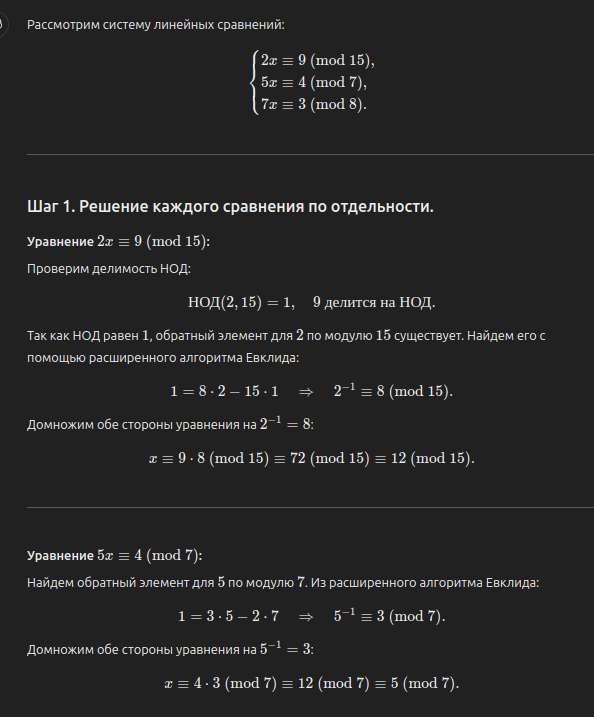 Рассмотрим систему линейных сравнений:
2x ≡ 9 (mod 15),
5x ≡ 4 (mod 7),
7x ≡ 3 (mod 8).
Шаг 1. Решение каждого сравнения по отдельности.
Уравнение 2x ≡ 9 (mod 15):
Проверим делимость НОД:
НОД(2, 15) = 1, 9 делится на НОД.
Так как НОД равен 1, обратный элемент для 2 по модулю 15 существует. Найдем его с
помощью расширенного алгоритма Евклида:
1 = 8 · 2 − 15 · 1 ⇒ 2⁻¹ ≡ 8 (mod 15).
Домножим обе стороны уравнения на 2⁻¹ = 8:
x ≡ 9 · 8 (mod 15) ≡ 72 (mod 15) ≡ 12 (mod 15).
Уравнение 5x ≡ 4 (mod 7):
Найдем обратный элемент для 5 по модулю 7. Из расширенного алгоритма Евклида:
1 = 3 · 5 − 2 · 7 ⇒ 5⁻¹ ≡ 3 (mod 7).
Домножим обе стороны уравнения на 5⁻¹ = 3:
x ≡ 4 · 3 (mod 7) ≡ 12 (mod 7) ≡ 5 (mod 7).